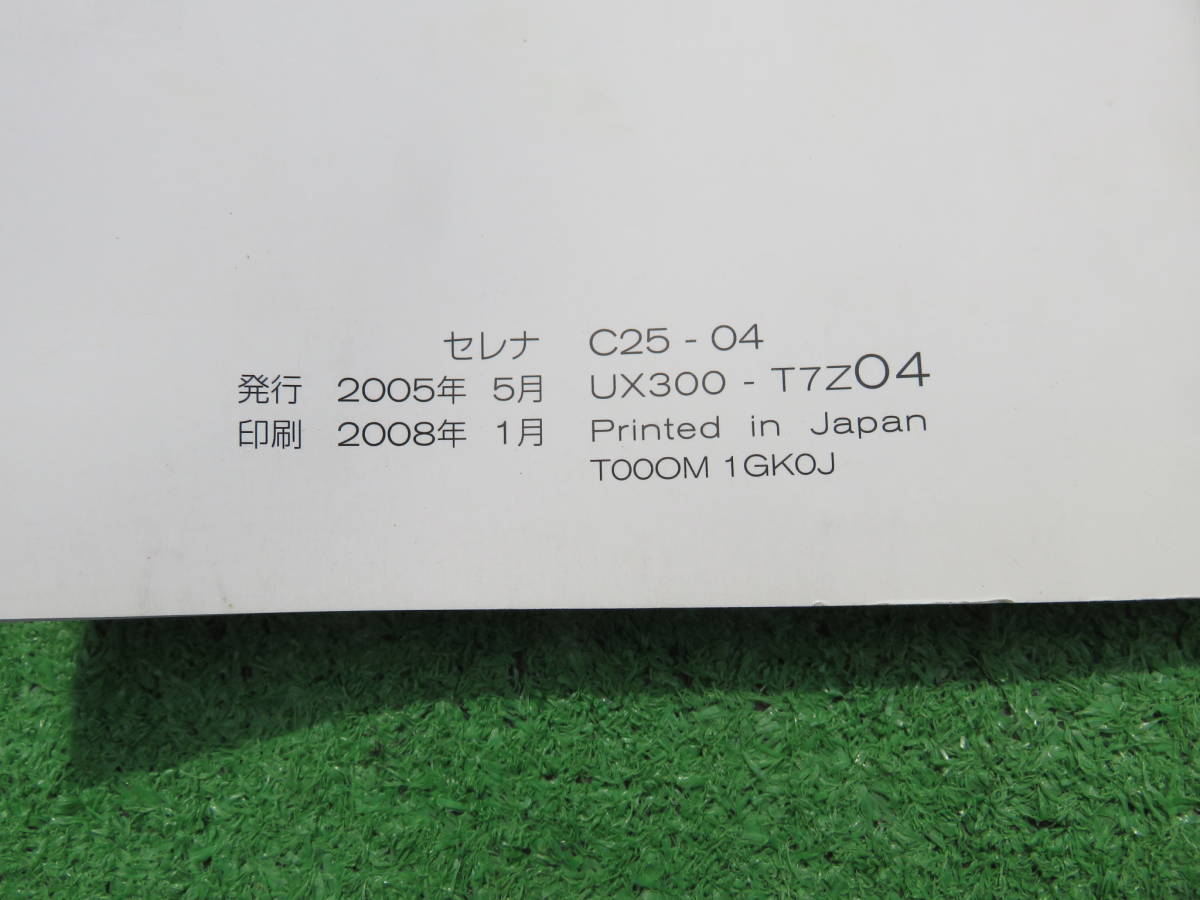 セレナ C25 - 04
発行 2005年 5月 UX300 - T7Z04
印刷 2008年 1月 Printed in Japan
T000M 1GK0J